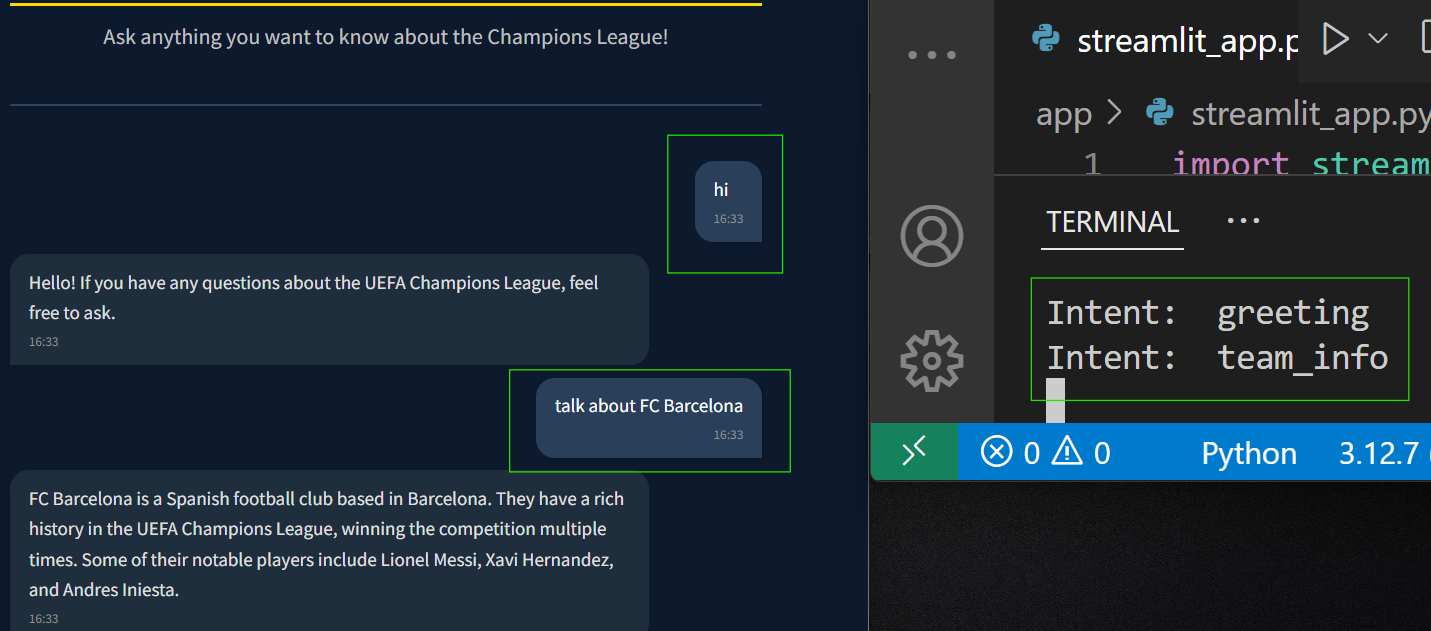 Ask anything you want to know about the Champions League!
hi
16:33
Hello! If you have any questions about the UEFA Champions League, feel
free to ask.
16:33
talk about FC Barcelona
16:33
FC Barcelona is a Spanish football club based in Barcelona. They have a rich
history in the UEFA Champions League, winning the competition multiple
times. Some of their notable players include Lionel Messi, Xavi Hernandez,
and Andres Iniesta.
16:33
streamlit_app.p
app > streamlit_app.py
1 import stream
TERMINAL ...
Intent: greeting
Intent: team_info
0 0 Python 3.12.7